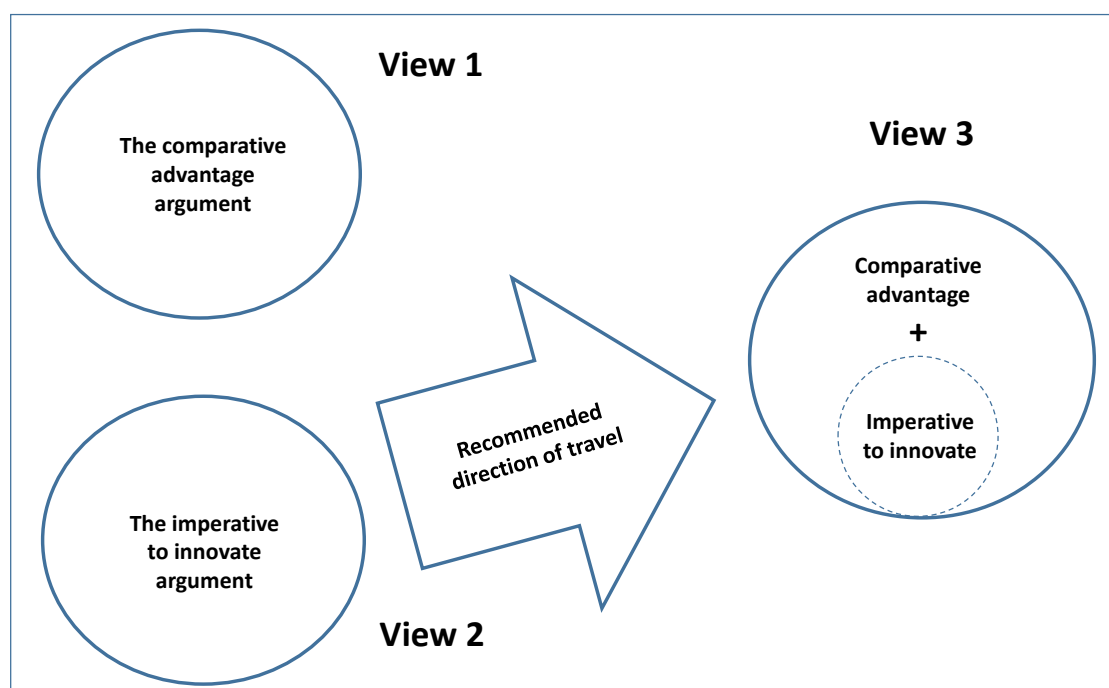 View 1
The comparative
advantage
argument
View 3
Comparative
advantage
+
Imperative
to innovate
Recommended
direction of travel
The imperative
to innovate
argument
View 2